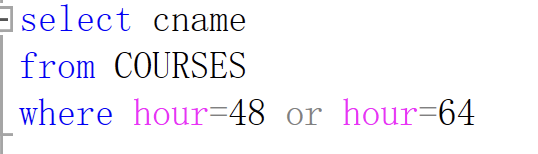 select cname
from COURSES
where hour=48 or hour=64